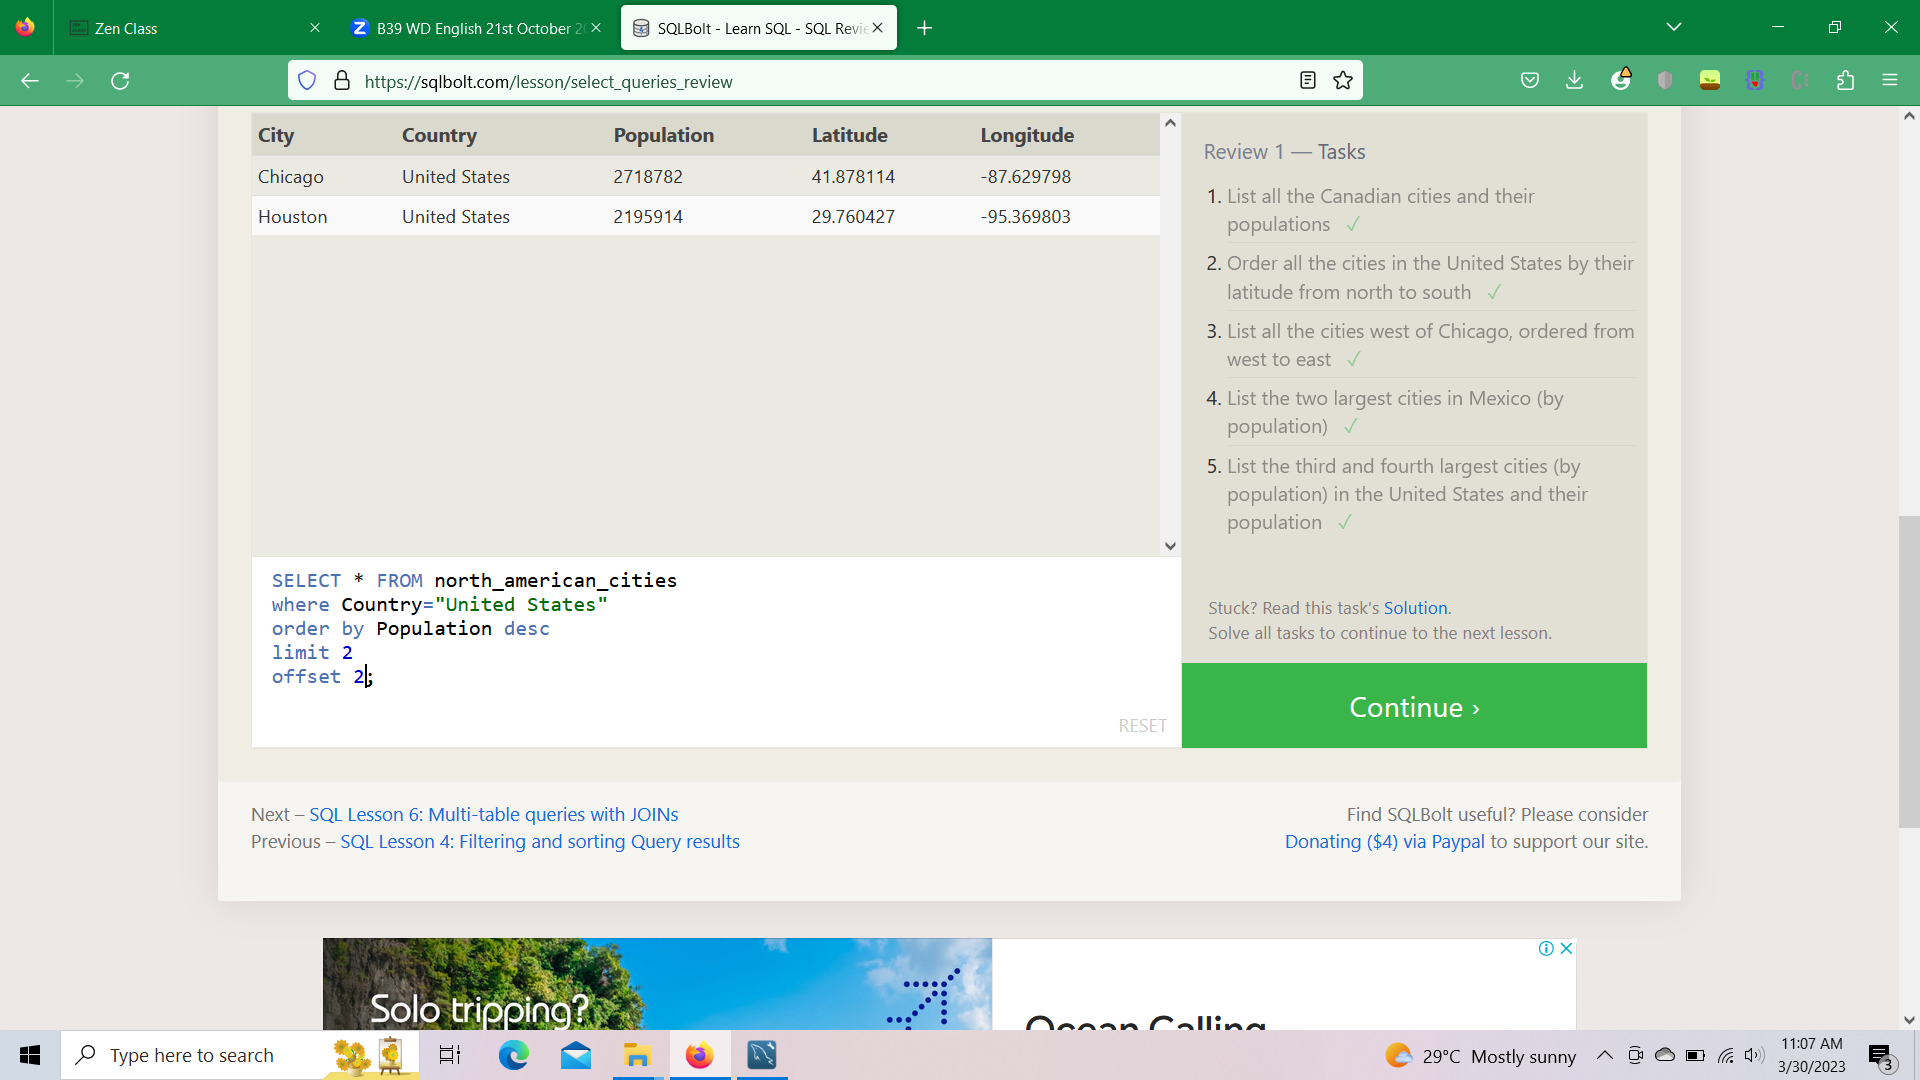 Zen Class
B39 WD English 21st October 2
SQLBolt - Learn SQL - SQL Revie
https://sqlbolt.com/lesson/select_queries_review
City Country Population Latitude Longitude
Chicago United States 2718782 41.878114 -87.629798
Houston United States 2195914 29.760427 -95.369803
SELECT * FROM north_american_cities
where Country="United States"
order by Population desc
limit 2
offset 2;
RESET
Review 1 — Tasks
1. List all the Canadian cities and their
populations ✓
2. Order all the cities in the United States by their
latitude from north to south ✓
3. List all the cities west of Chicago, ordered from
west to east ✓
4. List the two largest cities in Mexico (by
population) ✓
5. List the third and fourth largest cities (by
population) in the United States and their
population ✓
Stuck? Read this task's Solution.
Solve all tasks to continue to the next lesson.
Continue ›
Next – SQL Lesson 6: Multi-table queries with JOINs
Previous – SQL Lesson 4: Filtering and sorting Query results
Find SQLBolt useful? Please consider
Donating ($4) via Paypal to support our site.
Solo tripping?
Ocean Calling
Type here to search
29°C Mostly sunny
11:07 AM
3/30/2023
3